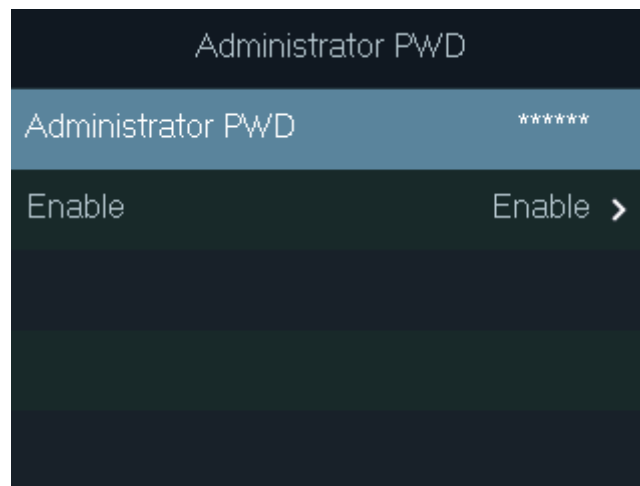 Administrator PWD
Administrator PWD ******
Enable Enable >